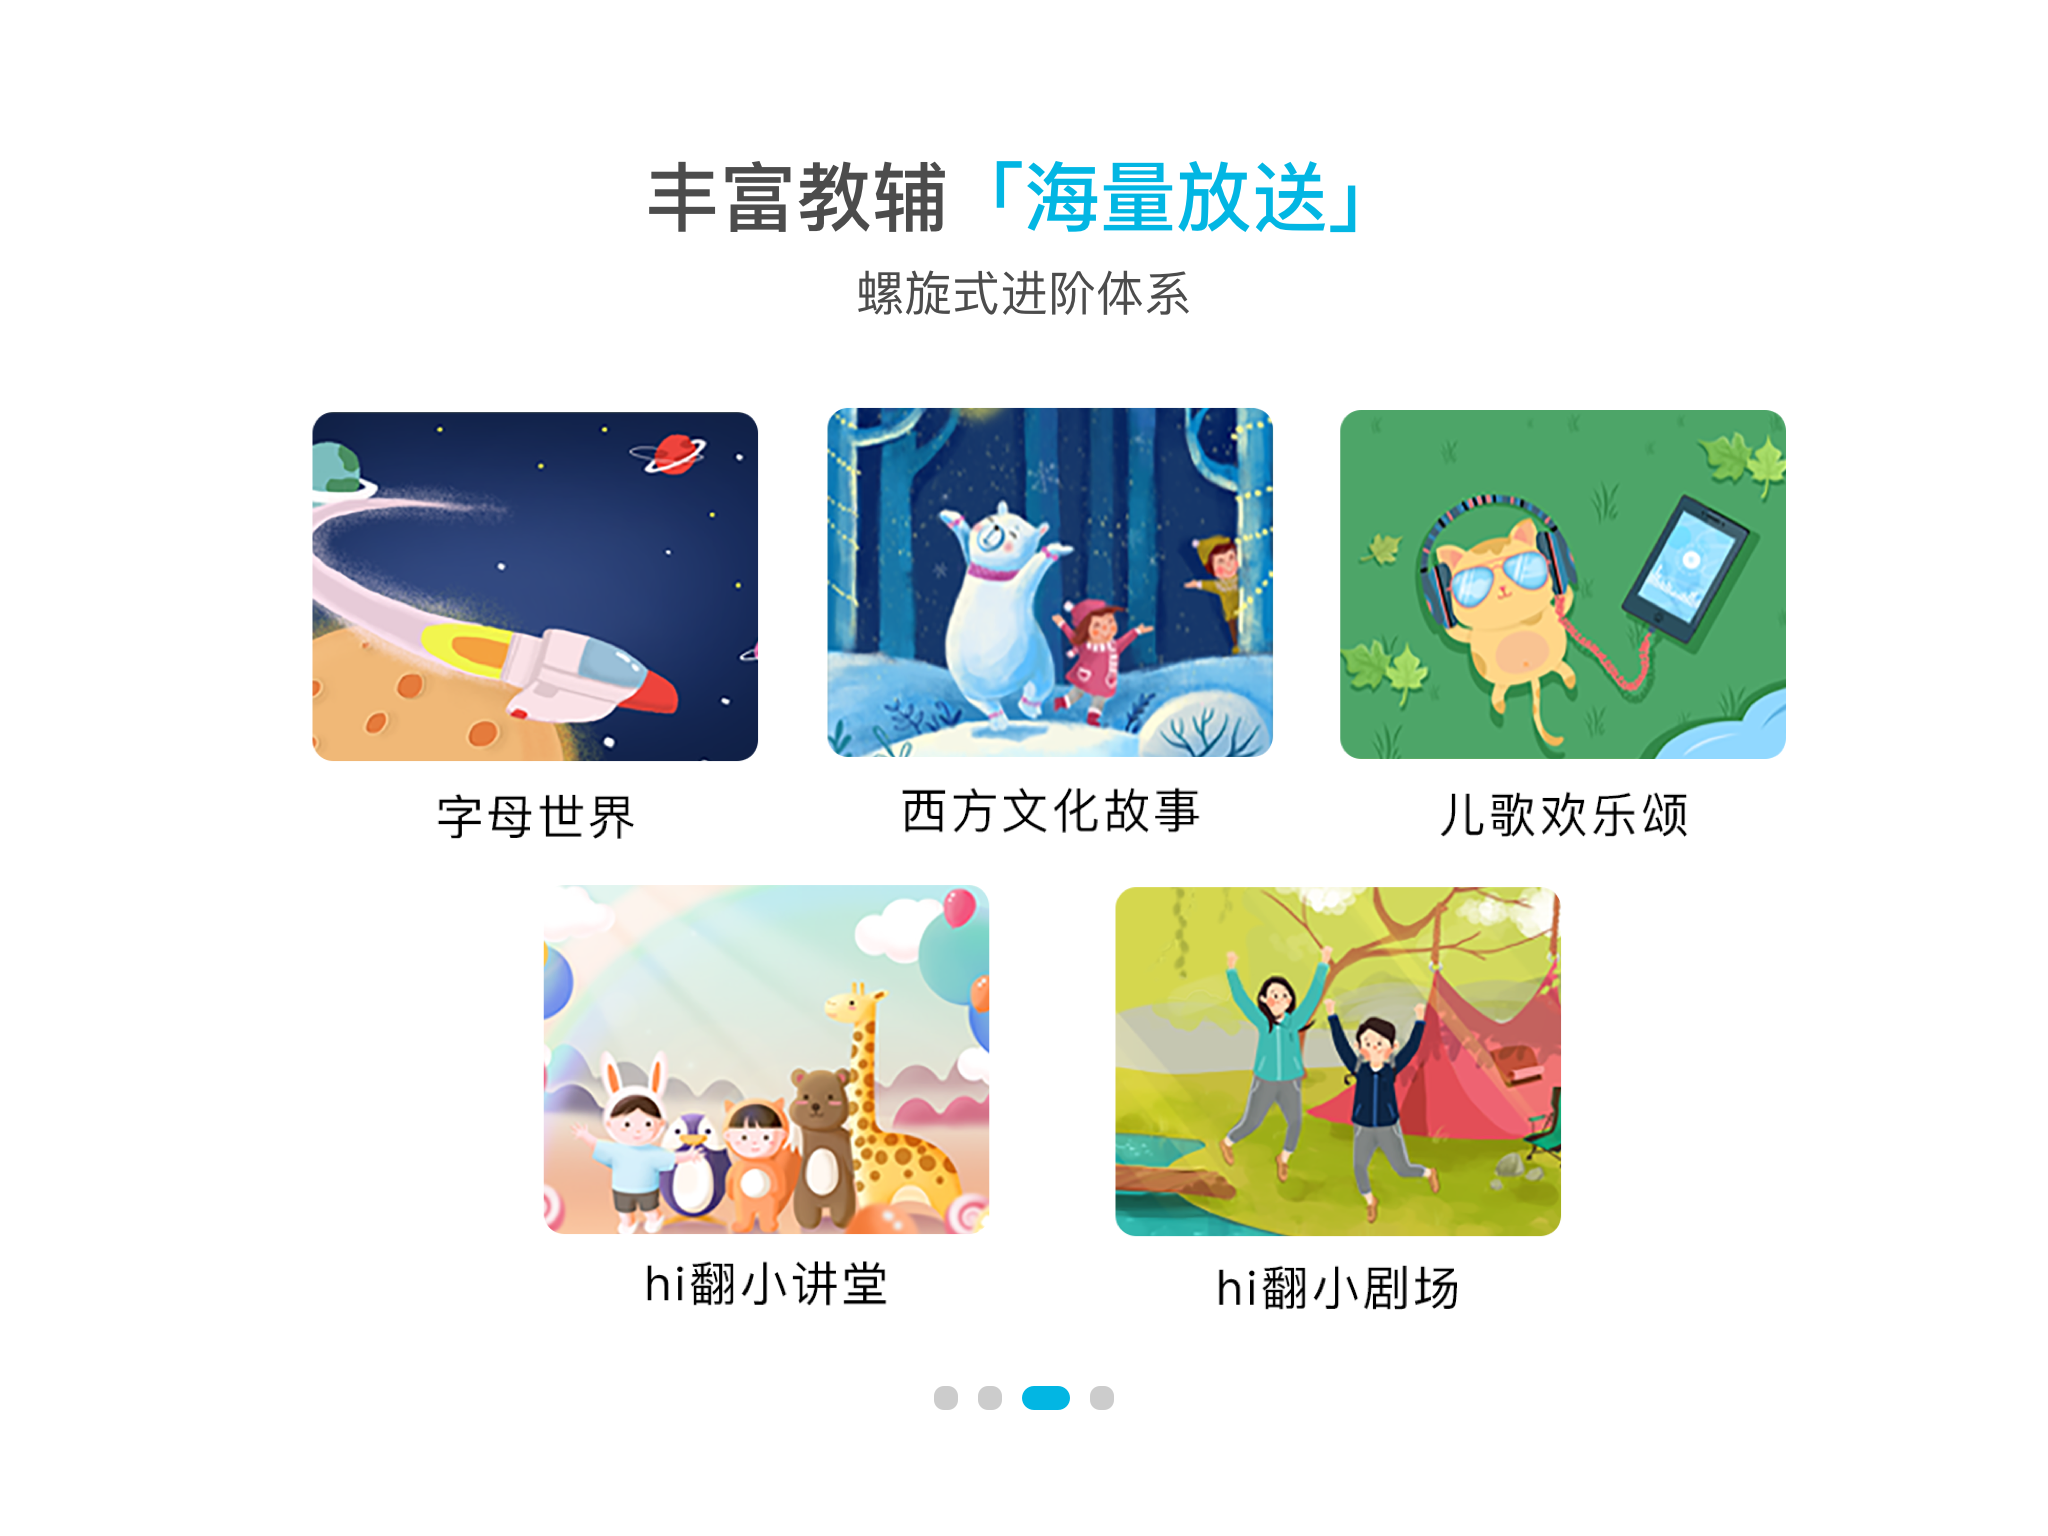 丰富教辅「海量放送」
螺旋式进阶体系
字母世界
西方文化故事
儿歌欢乐颂
hi翻小讲堂
hi翻小剧场